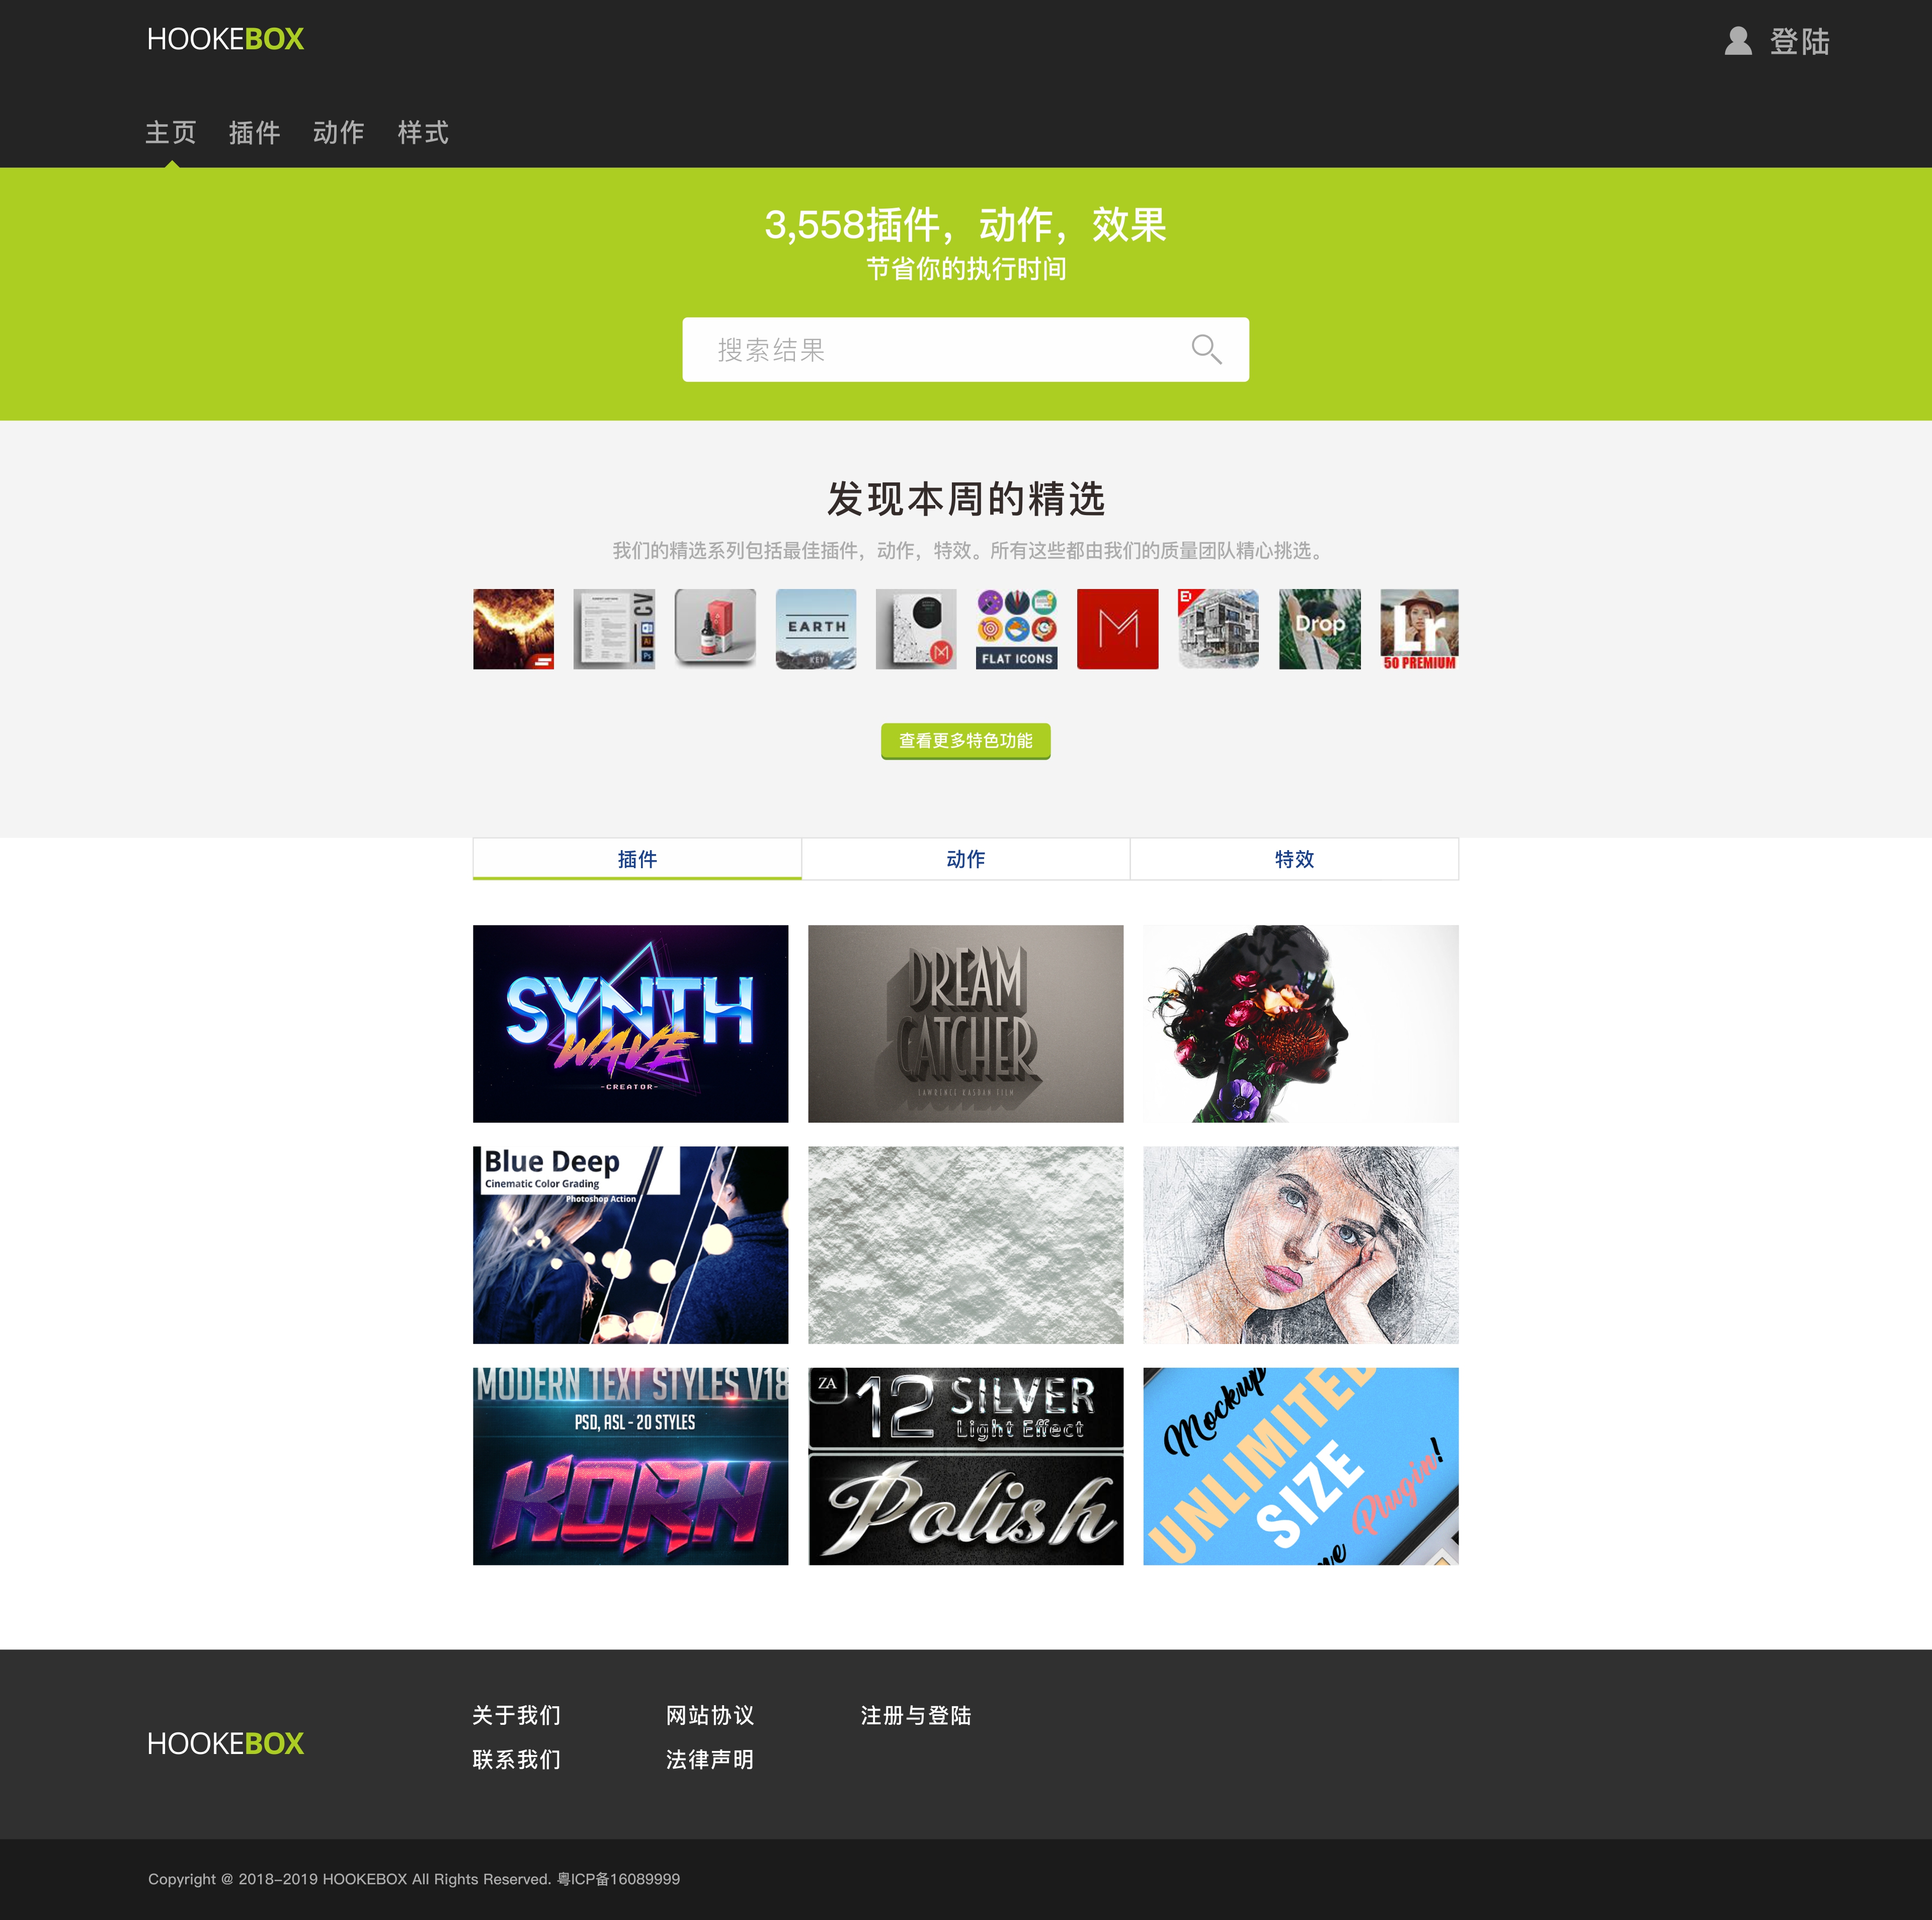 HOOKEBOX
登陆
主页 插件 动作 样式
3,558插件，动作，效果
节省你的执行时间
搜索结果
发现本周的精选
我们的精选系列包括最佳插件，动作，特效。所有这些都由我们的质量团队精心挑选。
CV
Ai
Ps
EARTH
KEY
M
FLAT ICONS
M
Drop
Lr
50 PREMIUM
查看更多特色功能
插件 动作 特效
SYNTH
WAVE
-CREATOR-
DREAM
CATCHER
LAWRENCE KASDAN FILM
Blue Deep
Cinematic Color Grading
Photoshop Action
MODERN TEXT STYLES V18
PSD, ASL - 20 STYLES
KORN
ZA
12 SILVER
Light Effect
Polish
Mockup
UNLIMITED
SIZE
Plugin!
关于我们 网站协议 注册与登陆
HOOKEBOX
联系我们 法律声明
Copyright @ 2018-2019 HOOKEBOX All Rights Reserved. 粤ICP备16089999